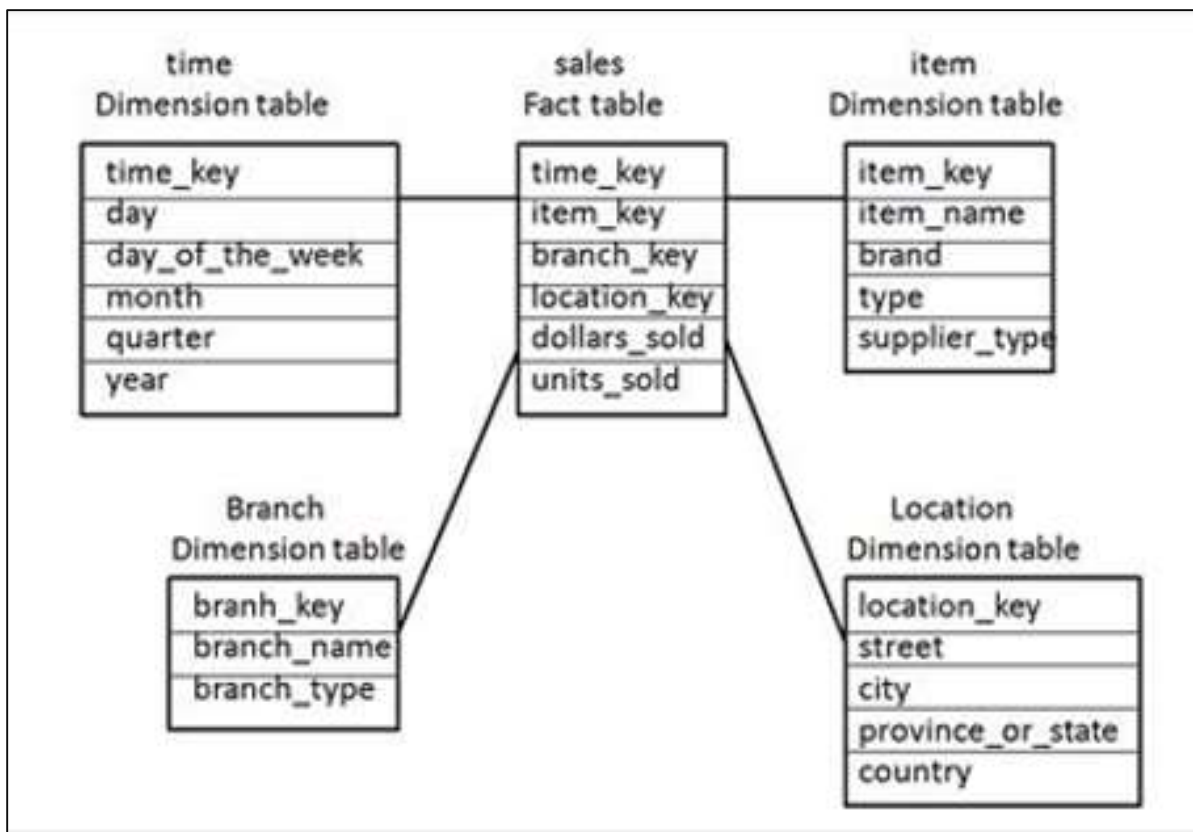 time
Dimension table
time_key
day
day_of_the_week
month
quarter
year
sales
Fact table
time_key
item_key
branch_key
location_key
dollars_sold
units_sold
item
Dimension table
item_key
item_name
brand
type
supplier_type
Branch
Dimension table
branh_key
branch_name
branch_type
Location
Dimension table
location_key
street
city
province_or_state
country